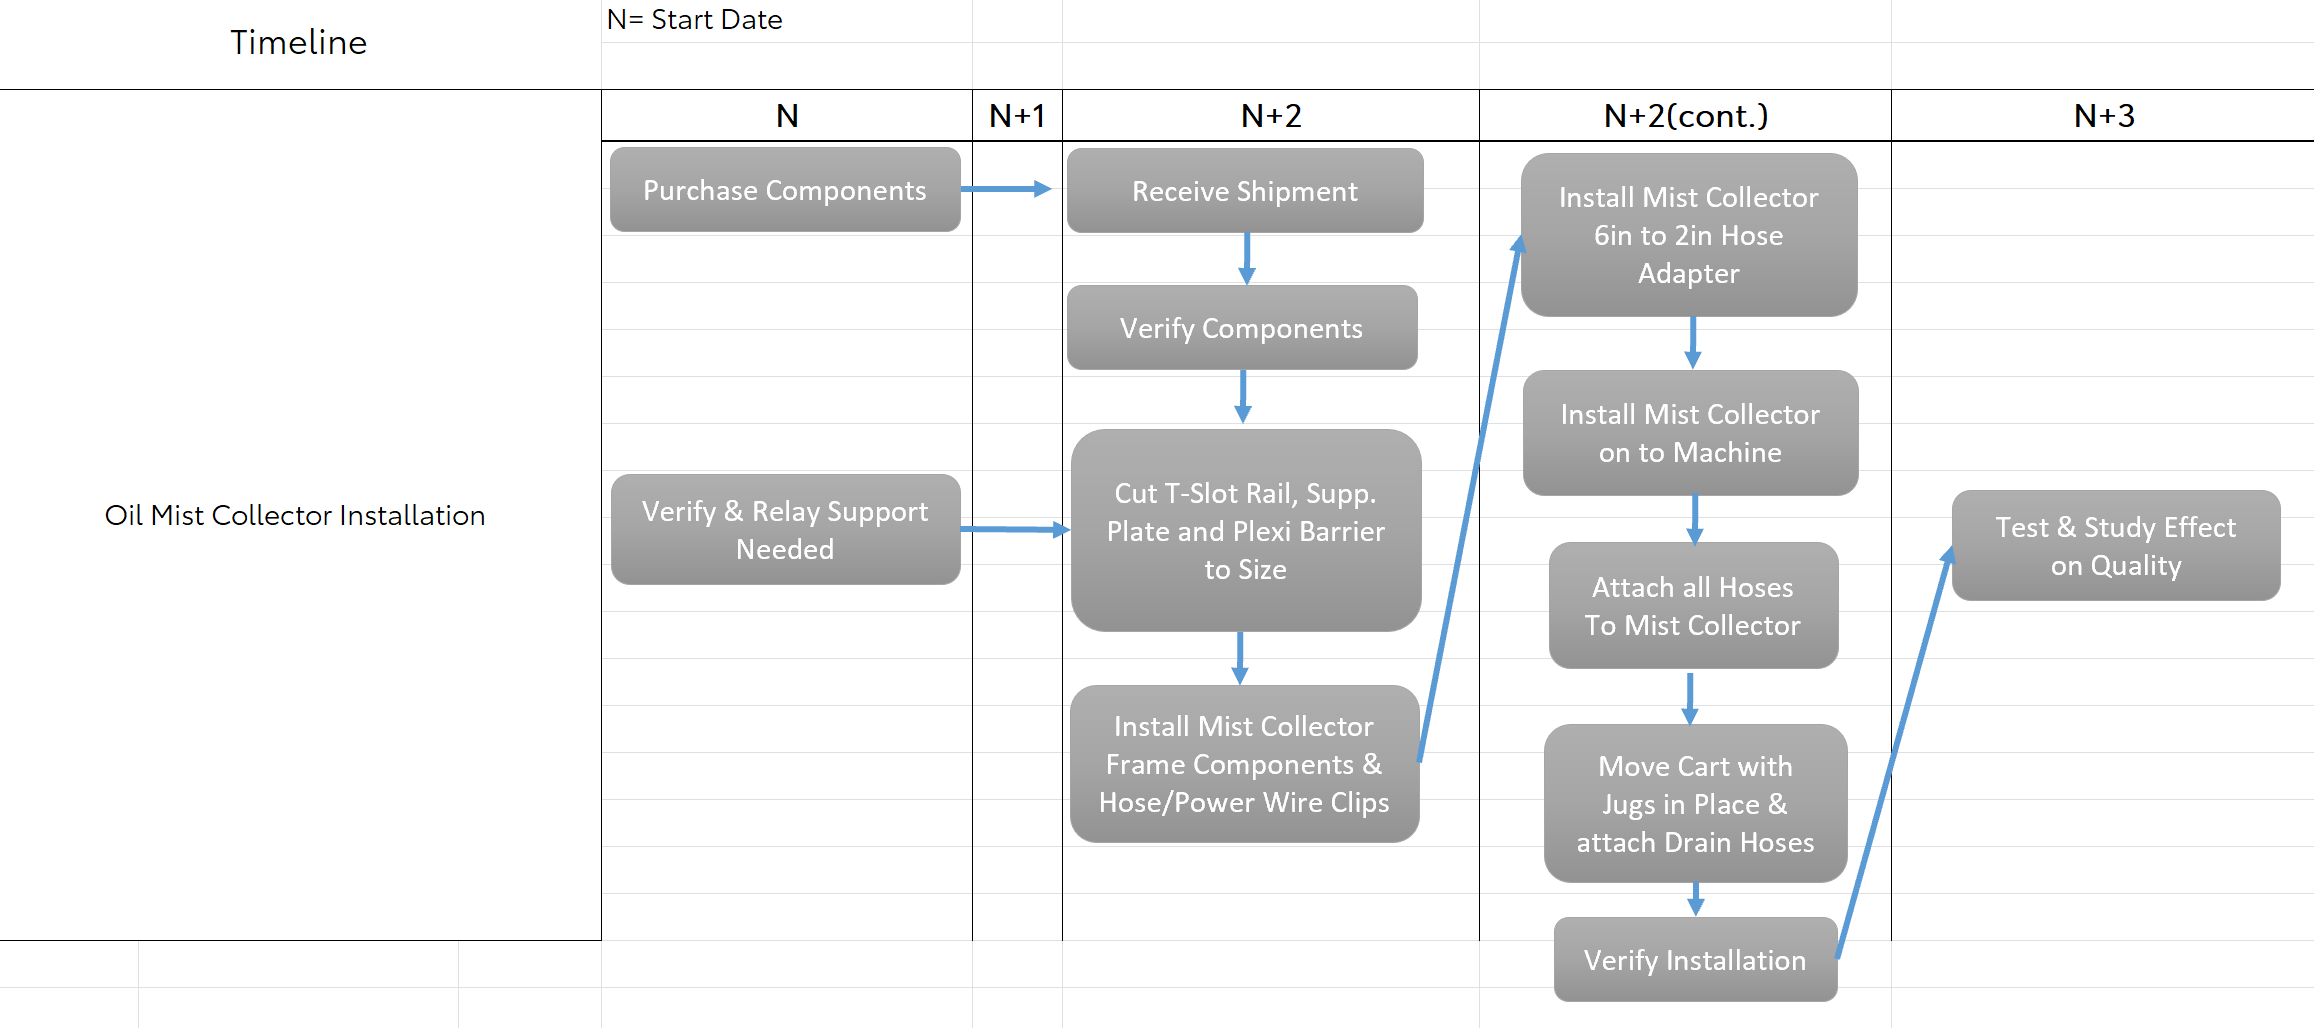 Timeline
N= Start Date
N
N+1
N+2
N+2(cont.)
N+3
Oil Mist Collector Installation
Purchase Components
Verify & Relay Support
Needed
Receive Shipment
Verify Components
Cut T-Slot Rail, Supp.
Plate and Plexi Barrier
to Size
Install Mist Collector
Frame Components &
Hose/Power Wire Clips
Install Mist Collector
6in to 2in Hose
Adapter
Install Mist Collector
on to Machine
Attach all Hoses
To Mist Collector
Move Cart with
Jugs in Place &
attach Drain Hoses
Verify Installation
Test & Study Effect
on Quality